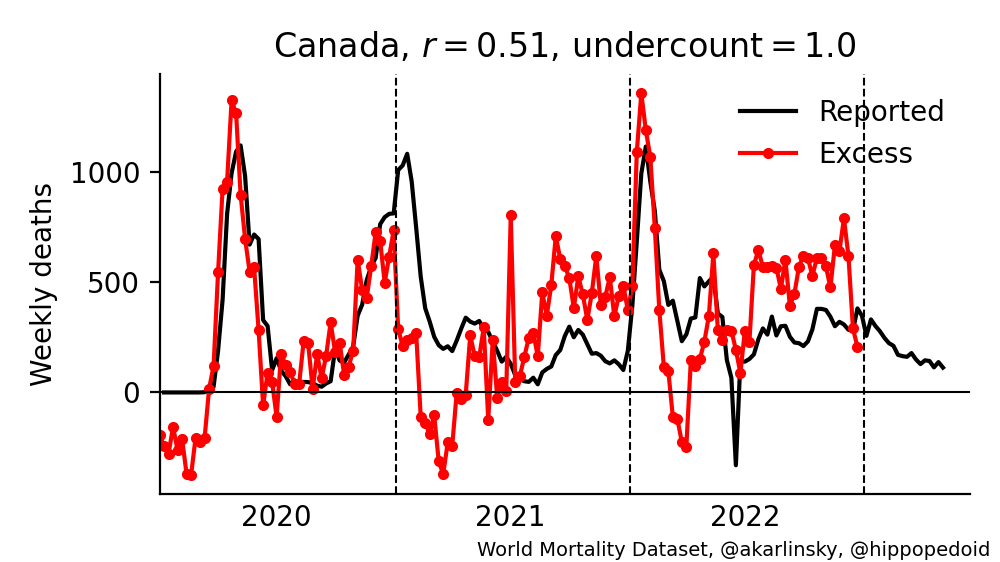 Canada, r = 0.51, undercount = 1.0
Reported
Excess
Weekly deaths
1000
500
0
2020
2021
2022
World Mortality Dataset, @akarlinsky, @hippopedoid